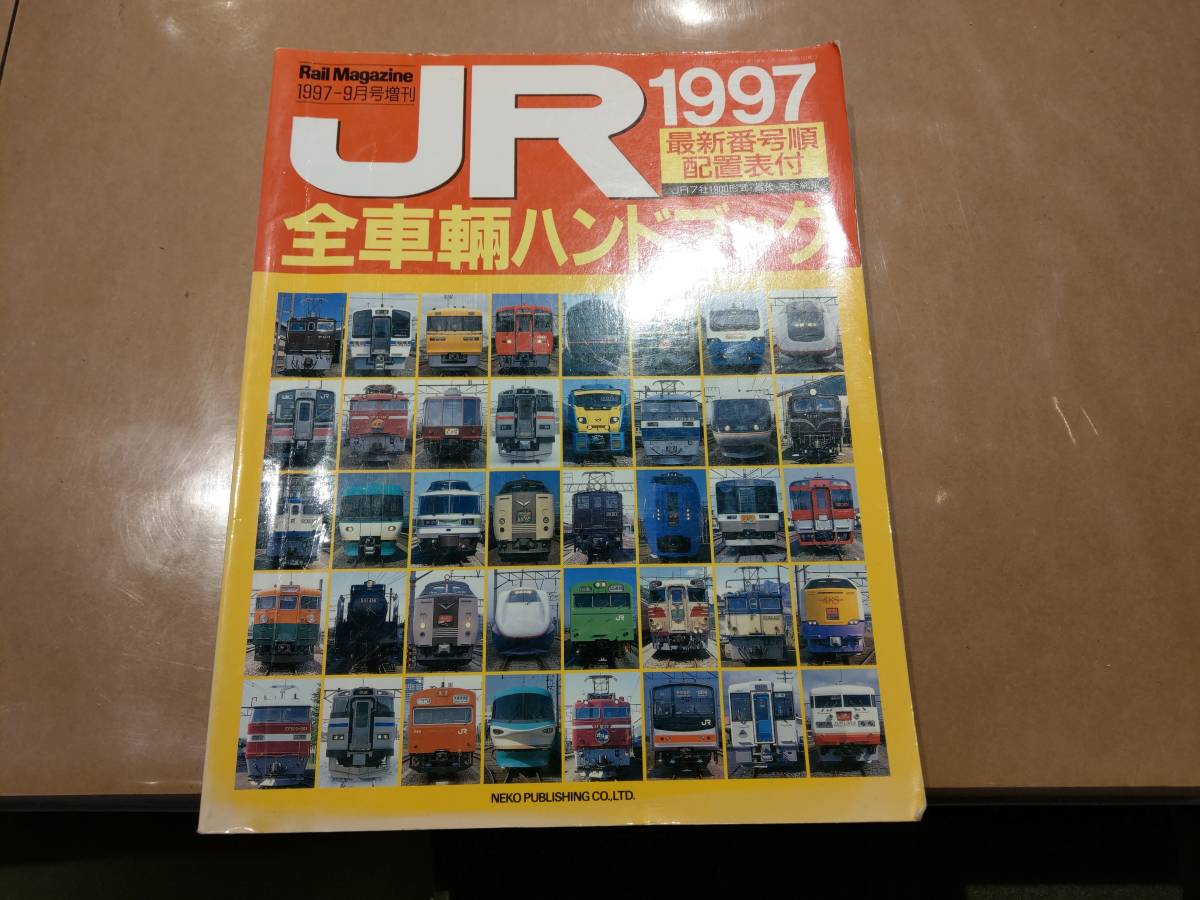 Rail Magazine
1997-9月号増刊
JR
1997
最新番号順
配置表付
全車輛ハンドブック
NEKO PUBLISHING CO.,LTD.